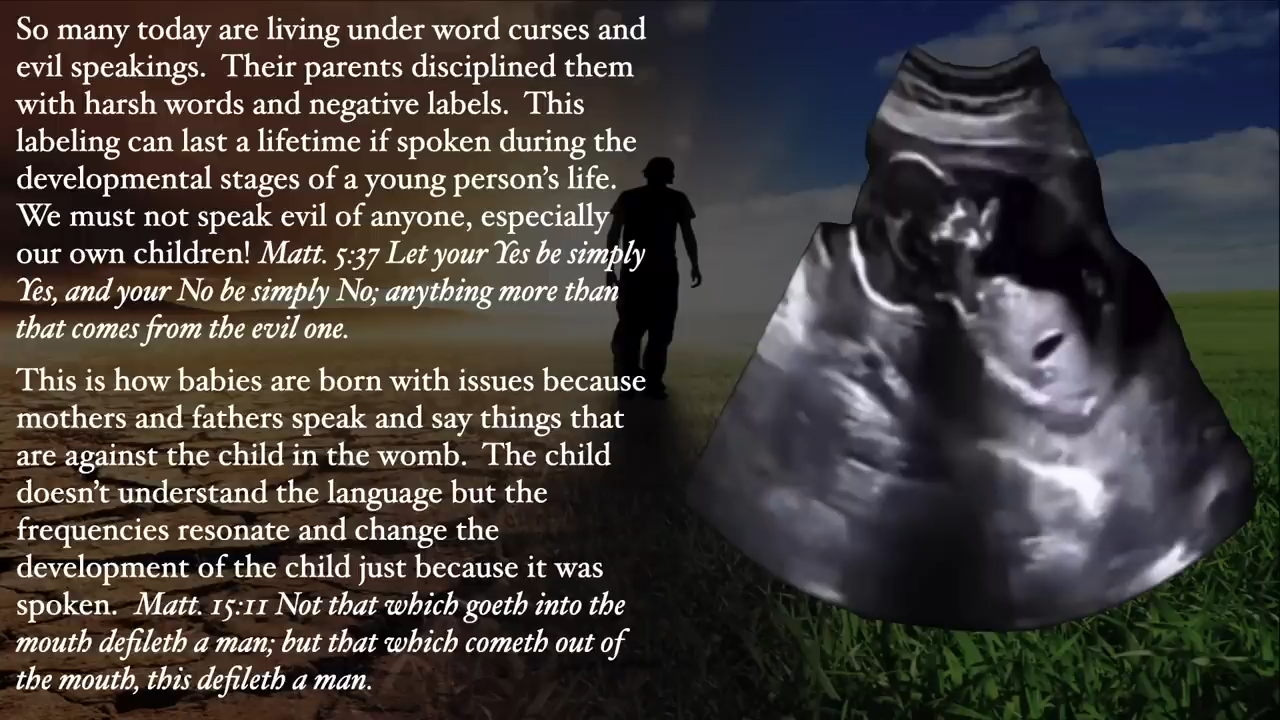 So many today are living under word curses and
evil speakings.  Their parents disciplined them
with harsh words and negative labels.  This
labeling can last a lifetime if spoken during the
developmental stages of a young person's life.
We must not speak evil of anyone, especially
our own children! Matt. 5:37 Let your Yes be simply
Yes, and your No be simply No; anything more than
that comes from the evil one.
This is how babies are born with issues because
mothers and fathers speak and say things that
are against the child in the womb.  The child
doesn't understand the language but the
frequencies resonate and change the
development of the child just because it was
spoken.  Matt. 15:11 Not that which goeth into the
mouth defileth a man; but that which cometh out of
the mouth, this defileth a man.